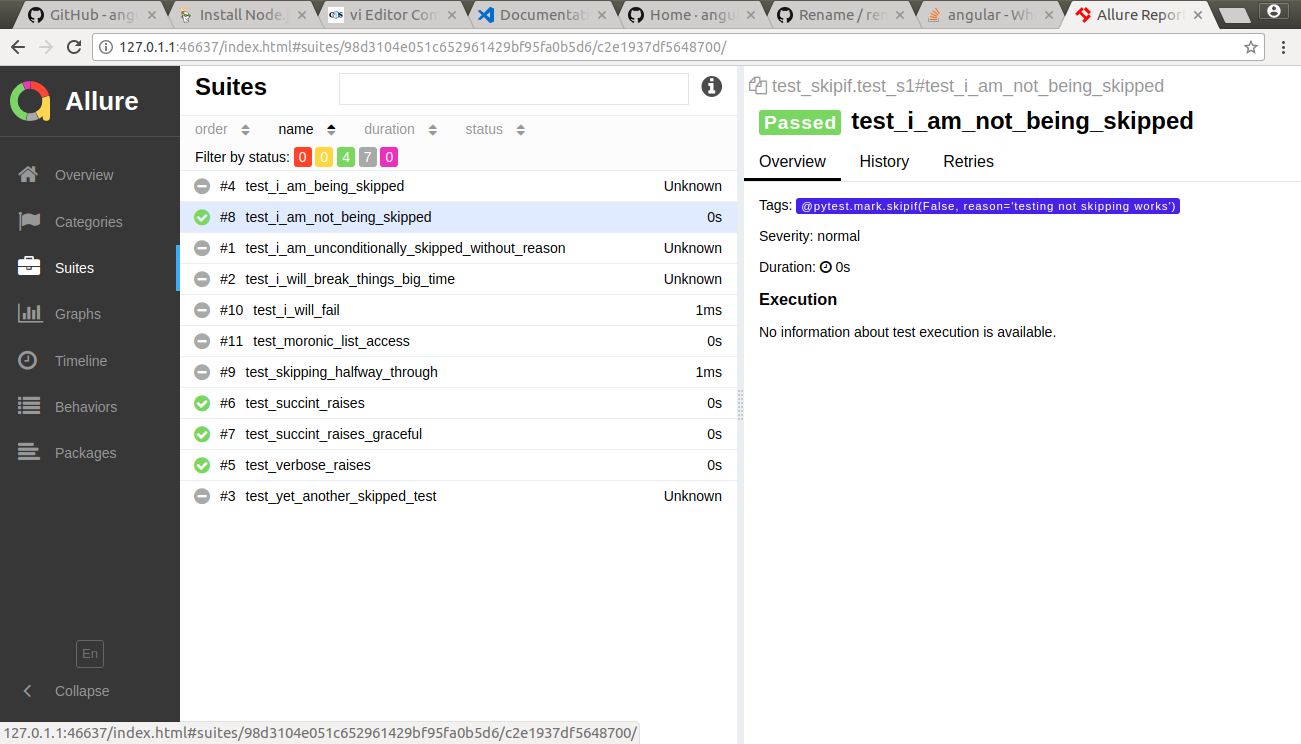 GitHub - ang
Install Node.j
vi Editor Com
Documentat
Home · angu
Rename / ren
angular - Wh
Allure Report
127.0.1.1:46637/index.html#suites/98d3104e051c652961429bf95fa0b5d6/c2e1937df5648700/
Allure
Overview
Categories
Suites
Graphs
Timeline
Behaviors
Packages
En
Collapse
Suites
order name duration status
Filter by status: 0 0 4 7 0
#4 test_i_am_being_skipped Unknown
#8 test_i_am_not_being_skipped 0s
#1 test_i_am_unconditionally_skipped_without_reason Unknown
#2 test_i_will_break_things_big_time Unknown
#10 test_i_will_fail 1ms
#11 test_moronic_list_access 0s
#9 test_skipping_halfway_through 1ms
#6 test_succint_raises 0s
#7 test_succint_raises_graceful 0s
#5 test_verbose_raises 0s
#3 test_yet_another_skipped_test Unknown
test_skipif.test_s1#test_i_am_not_being_skipped
Passed test_i_am_not_being_skipped
Overview History Retries
Tags: @pytest.mark.skipif(False, reason='testing not skipping works')
Severity: normal
Duration: 0s
Execution
No information about test execution is available.
127.0.1.1:46637/index.html#suites/98d3104e051c652961429bf95fa0b5d6/c2e1937df5648700/